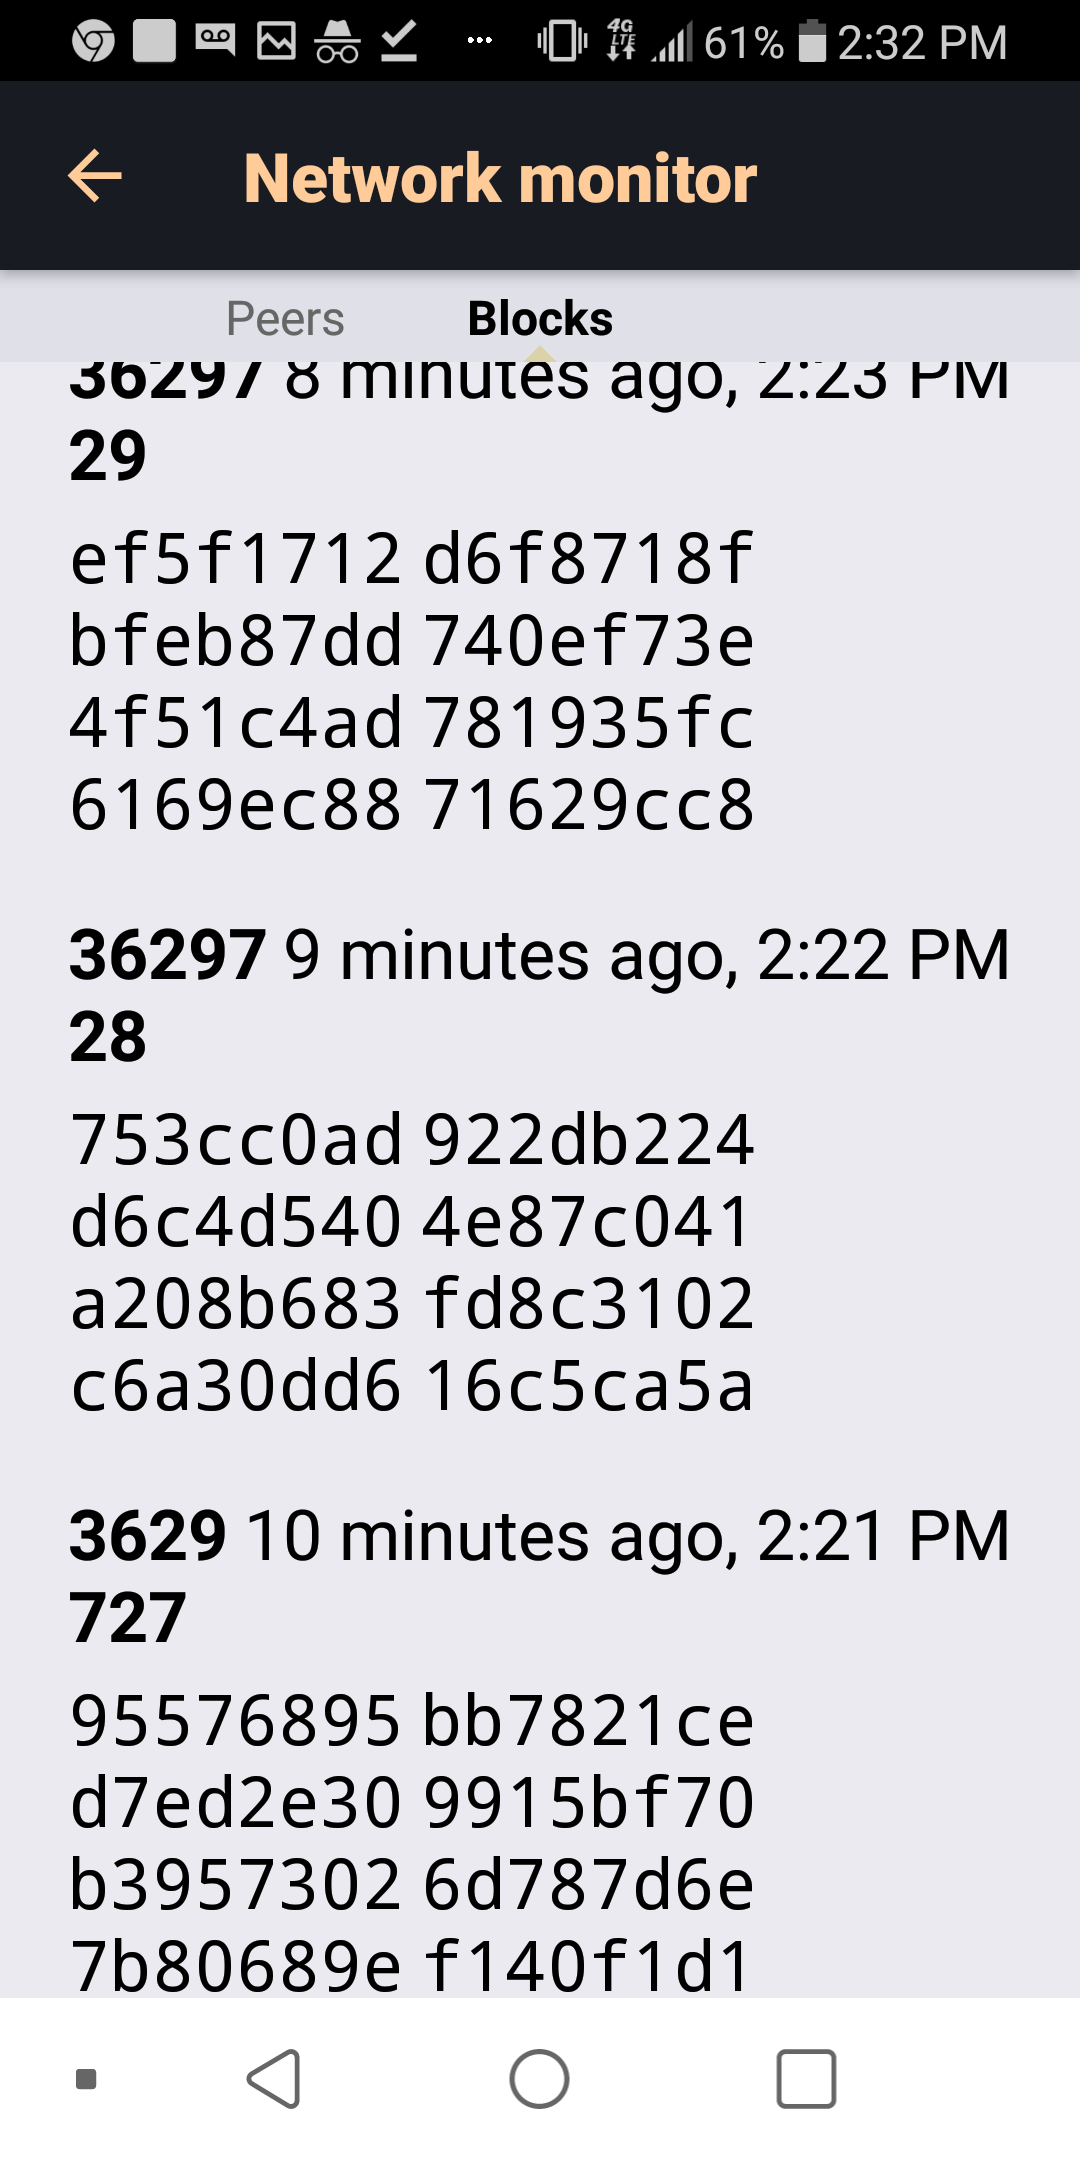 4G LTE 61% 2:32 PM
Network monitor
Peers Blocks
36297 8 minutes ago, 2:23 PM
29
ef5f1712 d6f8718f
bfeb87dd 740ef73e
4f51c4ad 781935fc
6169ec88 71629cc8
36297 9 minutes ago, 2:22 PM
28
753cc0ad 922db224
d6c4d540 4e87c041
a208b683 fd8c3102
c6a30dd6 16c5ca5a
3629 10 minutes ago, 2:21 PM
727
95576895 bb7821ce
d7ed2e30 9915bf70
b3957302 6d787d6e
7b80689e f140f1d1